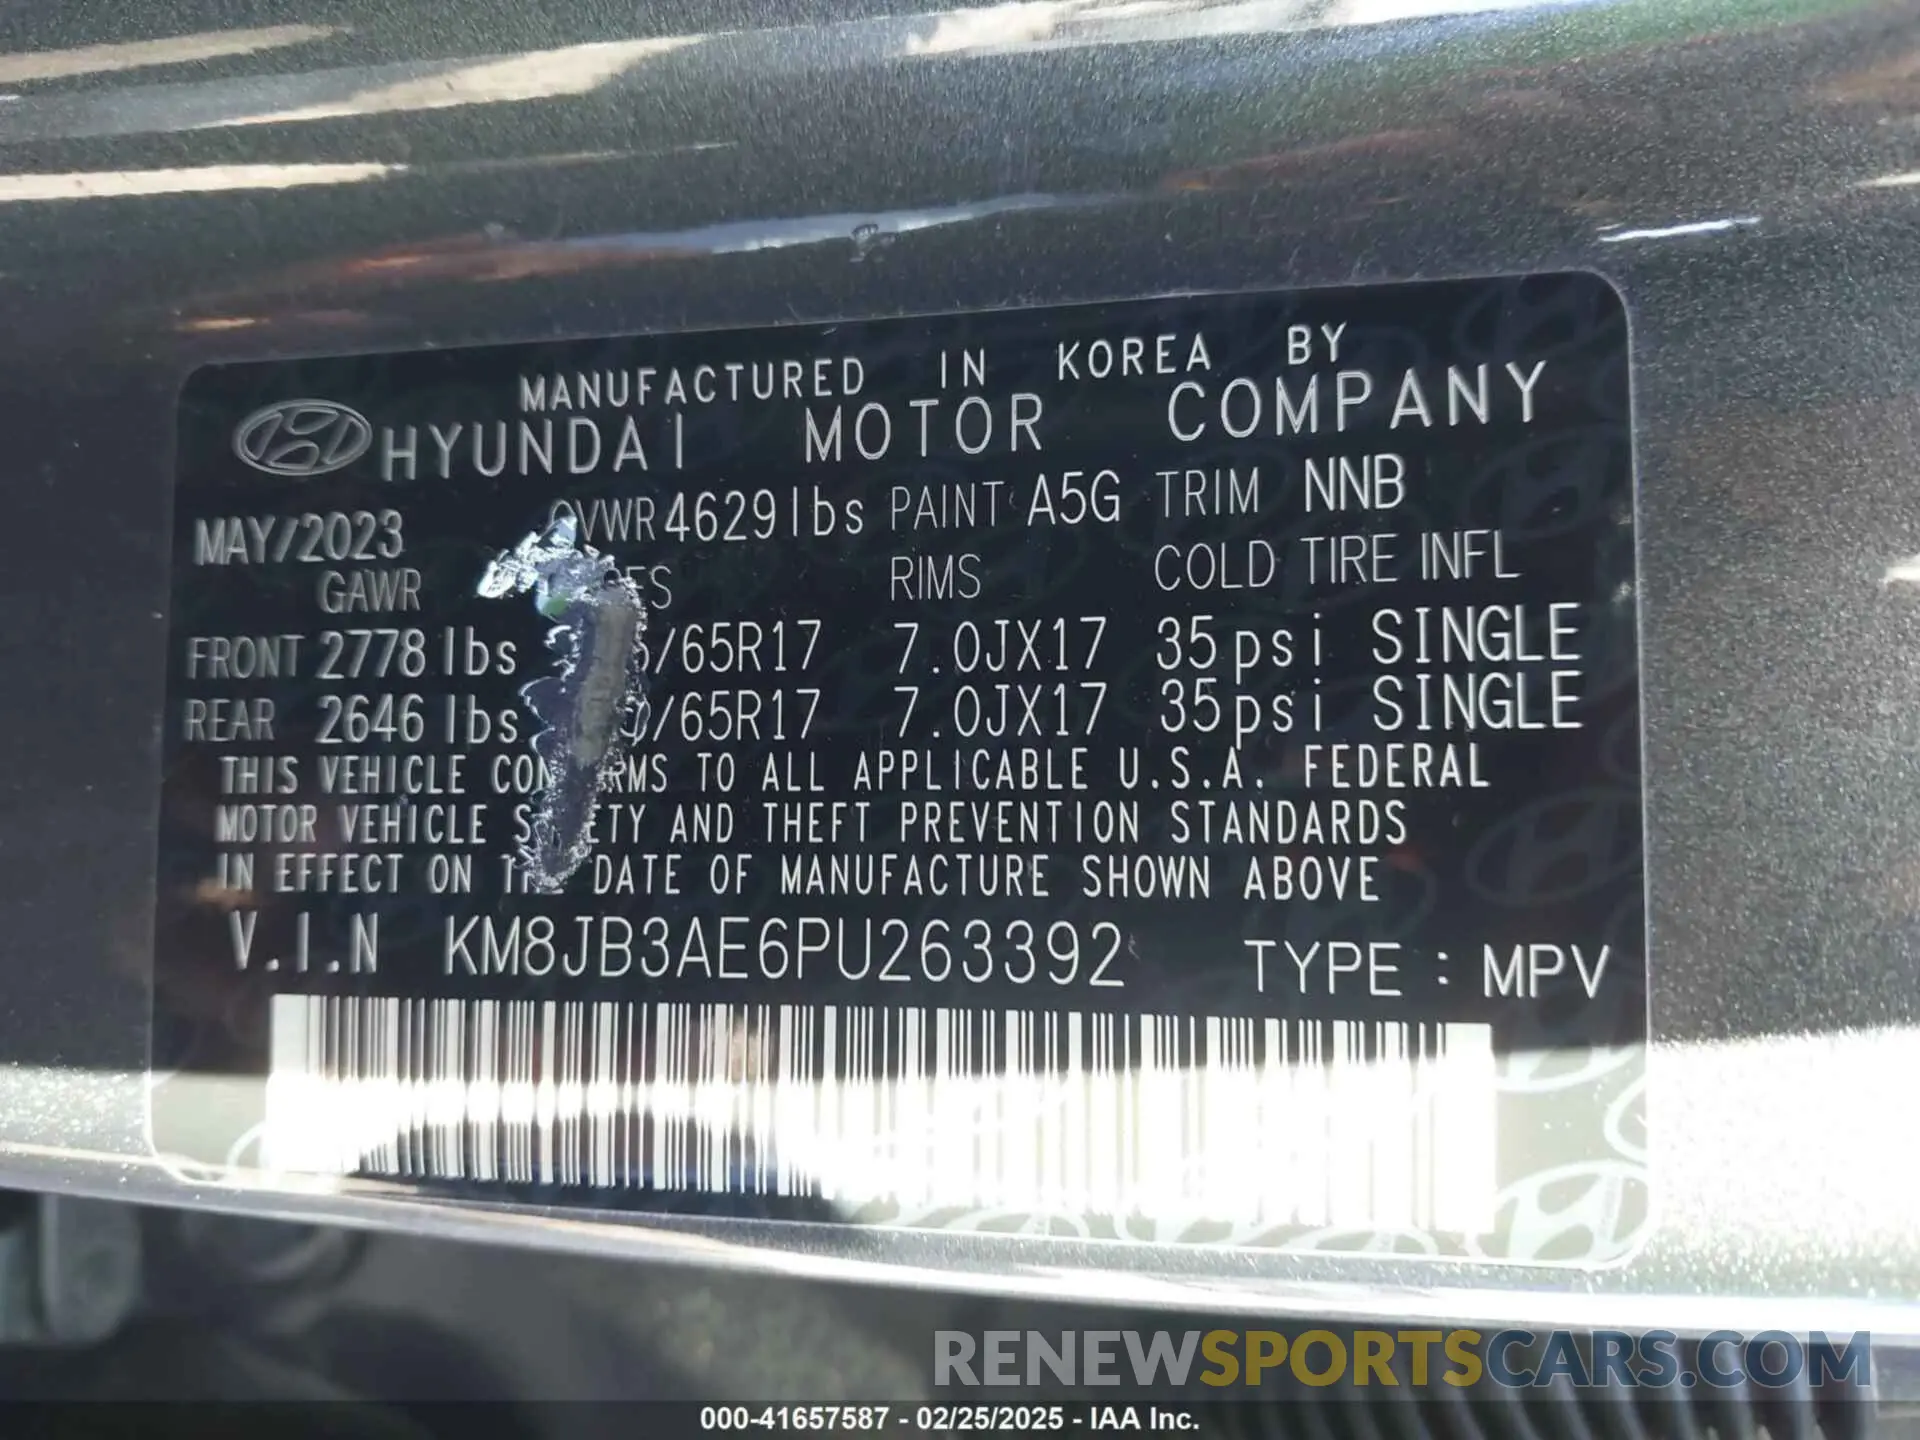 MANUFACTURED IN KOREA BY
HYUNDAI MOTOR COMPANY
MAY/2023 GVWR 4629lbs PAINT A5G TRIM NNB
GAWR RIMS COLD TIRE INFL
FRONT 2778lbs /65R17 7.0JX17 35psi SINGLE
REAR 2646lbs /65R17 7.0JX17 35psi SINGLE
THIS VEHICLE CON RMS TO ALL APPLICABLE U.S.A. FEDERAL
MOTOR VEHICLE S ETY AND THEFT PREVENTION STANDARDS
IN EFFECT ON DATE OF MANUFACTURE SHOWN ABOVE
V.I.N KM8JB3AE6PU263392 TYPE : MPV
RENEWSPORTSCARS.COM
000-41657587 - 02/25/2025 - IAA Inc.